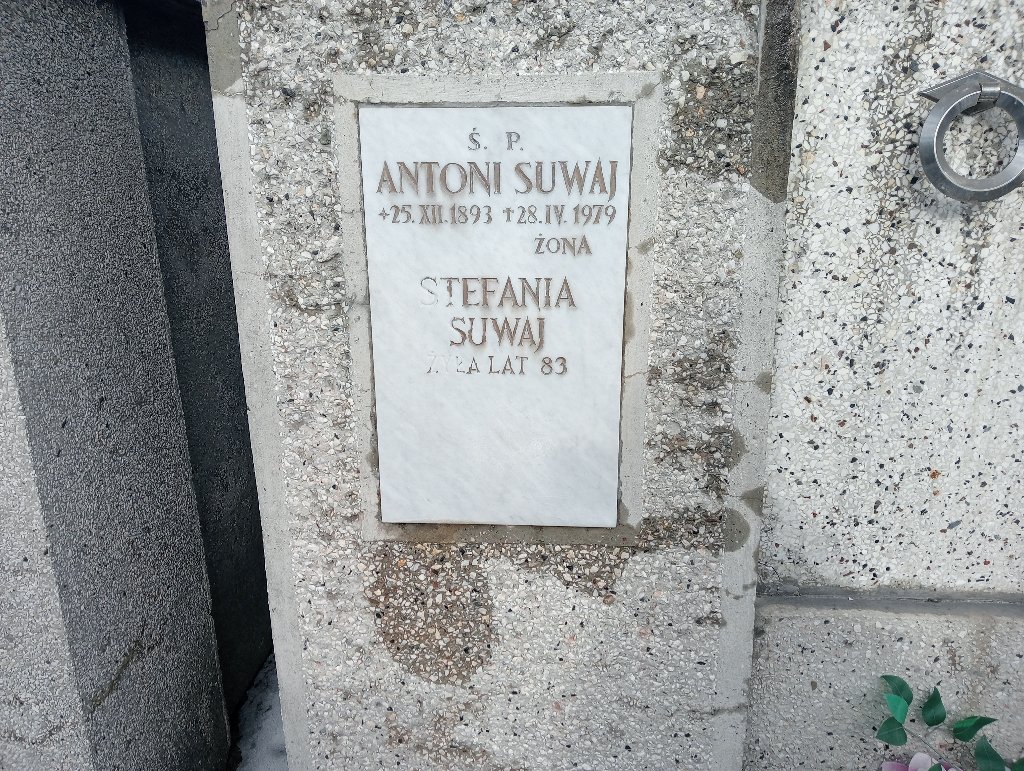 Ś. P.
ANTONI SUWAJ
*25.XII.1893 †28.IV.1979
ŻONA
STEFANIA
SUWAJ
ŻYŁA LAT 83